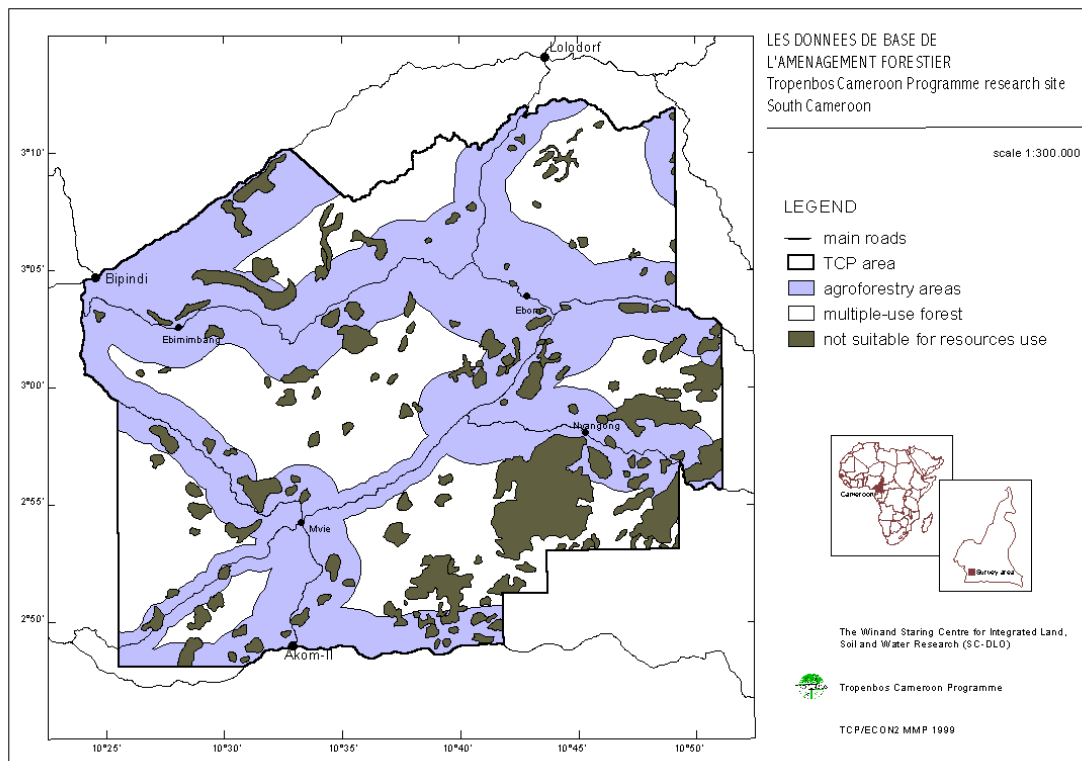 LES DONNEES DE BASE DE
L'AMENAGEMENT FORESTIER
Tropenbos Cameroon Programme research site
South Cameroon
scale 1:300.000
LEGEND
main roads
TCP area
agroforestry areas
multiple-use forest
not suitable for resources use
Lolodorf
Bipindi
Ebimimbang
Ebom
Nyangong
Mvie
Akom-II
3°10'
3°05'
3°00'
2°55'
2°50'
10°25'
10°30'
10°35'
10°40'
10°45'
10°50'
Cameroon
Survey area
The Winand Staring Centre for Integrated Land,
Soil and Water Research (SC-DLO)
Tropenbos Cameroon Programme
TCP/ECON2 MMP 1999